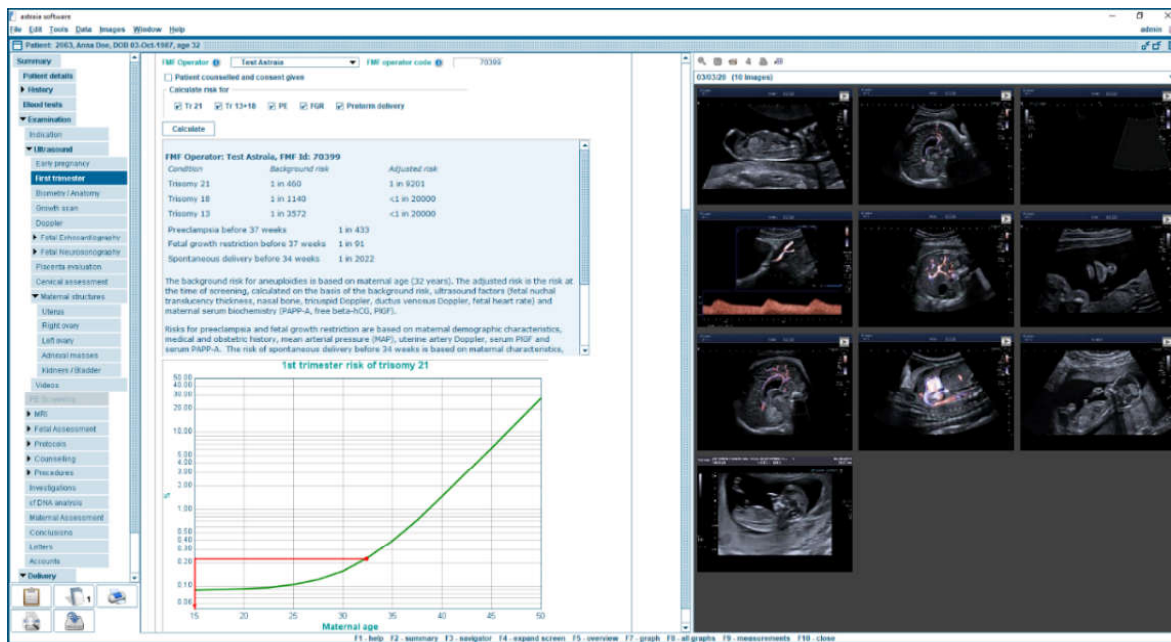 astraia software
File Edit Tools Data Images Window Help
admin
Patient: 2063, Anna Doe, DOB 03-Oct-1987, age 32
Summary
Patient details
History
Blood tests
Examination
Indication
Ultrasound
Early pregnancy
First trimester
Biometry / Anatomy
Growth scan
Doppler
Fetal Echocardiography
Fetal Neurosonography
Placenta evaluation
Cervical assessment
Maternal structures
Uterus
Right ovary
Left ovary
Adnexal masses
Kidneys / Bladder
Videos
PE Screening
MRI
Fetal Assessment
Protocols
Counselling
Procedures
Investigations
cfDNA analysis
Maternal Assessment
Conclusions
Letters
Accounts
Delivery
1
FMF Operator Test Astraia FMF operator code 70399
Patient counselled and consent given
Calculate risk for
Tr 21 Tr 13+18 PE FGR Preterm delivery
Calculate
FMF Operator: Test Astraia, FMF Id: 70399
Condition Background risk Adjusted risk
Trisomy 21 1 in 460 1 in 9201
Trisomy 18 1 in 1140 <1 in 20000
Trisomy 13 1 in 3572 <1 in 20000
Preeclampsia before 37 weeks 1 in 433
Fetal growth restriction before 37 weeks 1 in 91
Spontaneous delivery before 34 weeks 1 in 2022
The background risk for aneuploidies is based on maternal age (32 years). The adjusted risk is the risk at
the time of screening, calculated on the basis of the background risk, ultrasound factors (fetal nuchal
translucency thickness, nasal bone, tricuspid Doppler, ductus venosus Doppler, fetal heart rate) and
maternal serum biochemistry (PAPP-A, free beta-hCG, PlGF).
Risks for preeclampsia and fetal growth restriction are based on maternal demographic characteristics,
medical and obstetric history, mean arterial pressure (MAP), uterine artery Doppler, serum PlGF and
serum PAPP-A. The risk of spontaneous delivery before 34 weeks is based on maternal characteristics,
1st trimester risk of trisomy 21
50.00
40.00
30.00
20.00
10.00
5.00
4.00
3.00
2.00
%
1.00
0.50
0.40
0.30
0.20
0.10
0.06
15 20 25 30 35 40 45 50
Maternal age
03/03/20 (10 images)
F1 - help F2 - summary F3 - navigator F4 - expand screen F5 - overview F7 - graph F8 - all graphs F9 - measurements F10 - close